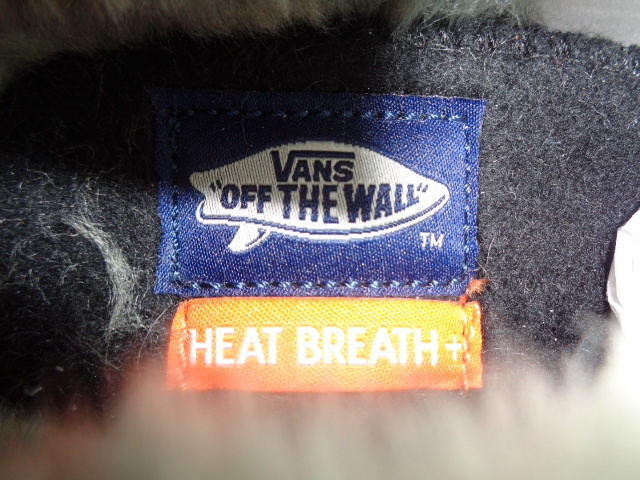 VANS
"OFF THE WALL"
TM
HEAT BREATH+